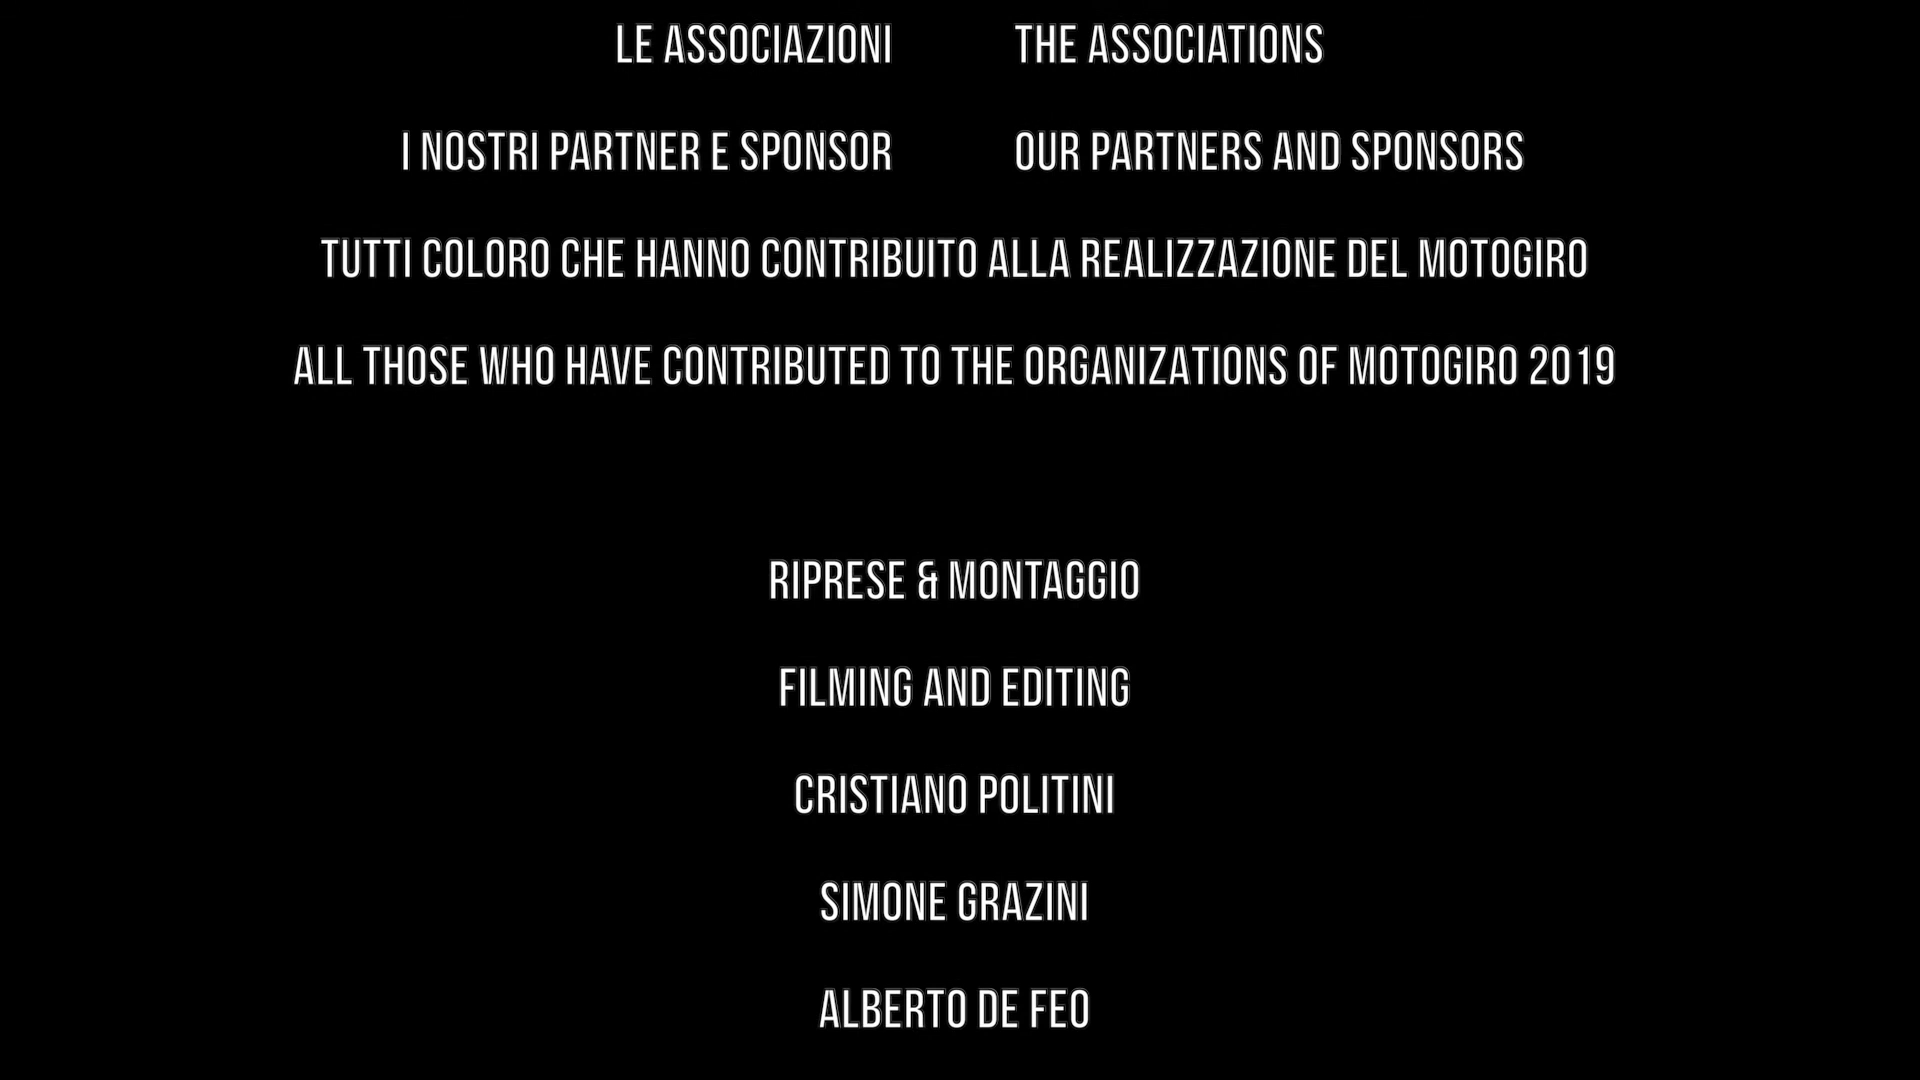 LE ASSOCIAZIONI THE ASSOCIATIONS
I NOSTRI PARTNER E SPONSOR OUR PARTNERS AND SPONSORS
TUTTI COLORO CHE HANNO CONTRIBUITO ALLA REALIZZAZIONE DEL MOTOGIRO
ALL THOSE WHO HAVE CONTRIBUTED TO THE ORGANIZATIONS OF MOTOGIRO 2019
RIPRESE & MONTAGGIO
FILMING AND EDITING
CRISTIANO POLITINI
SIMONE GRAZINI
ALBERTO DE FEO